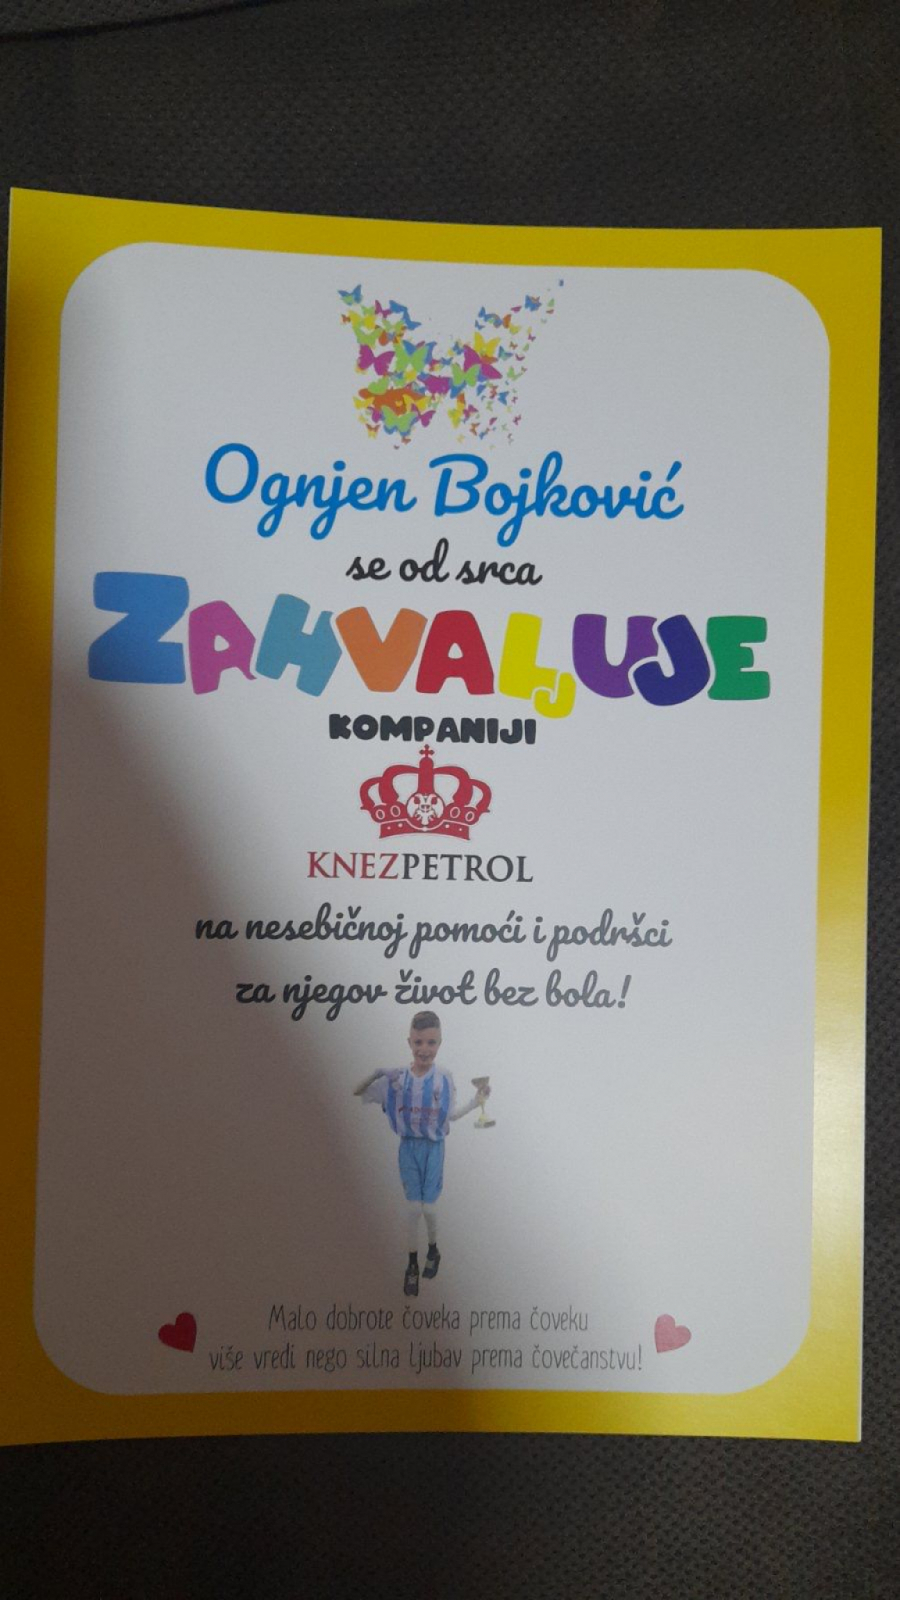 Ognjen Bojković
se od srca
ZAHVALJUJE
KOMPANIJI
KNEZPETROL
na nesebičnoj pomoći i podršci
za njegov život bez bola!
Malo dobrote čoveka prema čoveku
više vredi nego silna ljubav prema čovečanstvu!